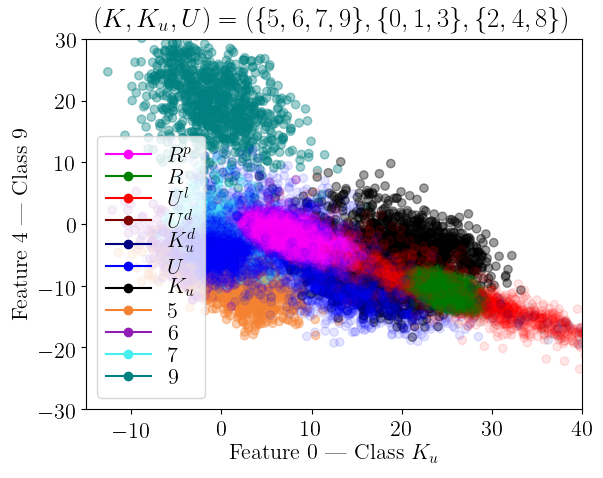 (K, K_u, U) = ({5, 6, 7, 9}, {0, 1, 3}, {2, 4, 8})
Feature 4 — Class 9
30
20
10
0
−10
−20
−30
R^p
R
U^l
U^d
K_u^d
U
K_u
5
6
7
9
−10 0 10 20 30 40
Feature 0 — Class K_u